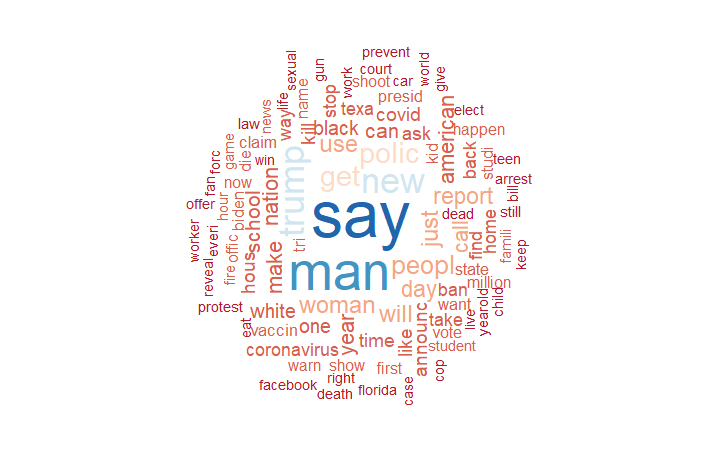 prevent
sexual
gun
court
world
work
shoot
car
give
stop
name
presid
elect
life
texa
covid
american
news
way
law
kill
black
can
ask
happen
claim
use
kid
back
studi
game
die
polic
teen
forc
win
trump
get
new
arrest
fan
now
nation
report
bill
offer
hour
biden
school
say
just
call
dead
home
still
worker
everi
offic
tri
find
famili
keep
reveal
fire
hous
make
man
peopl
state
million
day
ban
child
protest
white
woman
will
want
live
yearold
eat
vaccin
one
year
time
like
announc
take
vote
coronavirus
student
warn
show
first
cop
facebook
right
death
florida
case